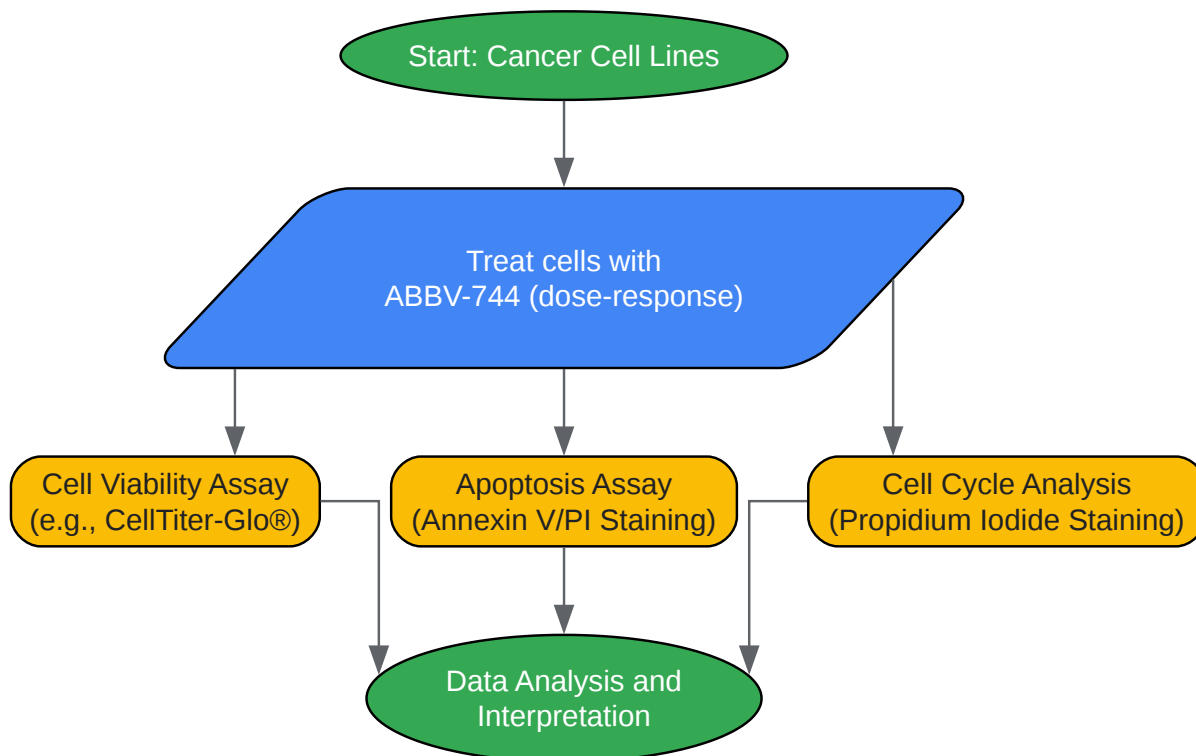 Start: Cancer Cell Lines
Treat cells with
ABBV-744 (dose-response)
Cell Viability Assay
(e.g., CellTiter-Glo®)
Apoptosis Assay
(Annexin V/PI Staining)
Cell Cycle Analysis
(Propidium Iodide Staining)
Data Analysis and
Interpretation